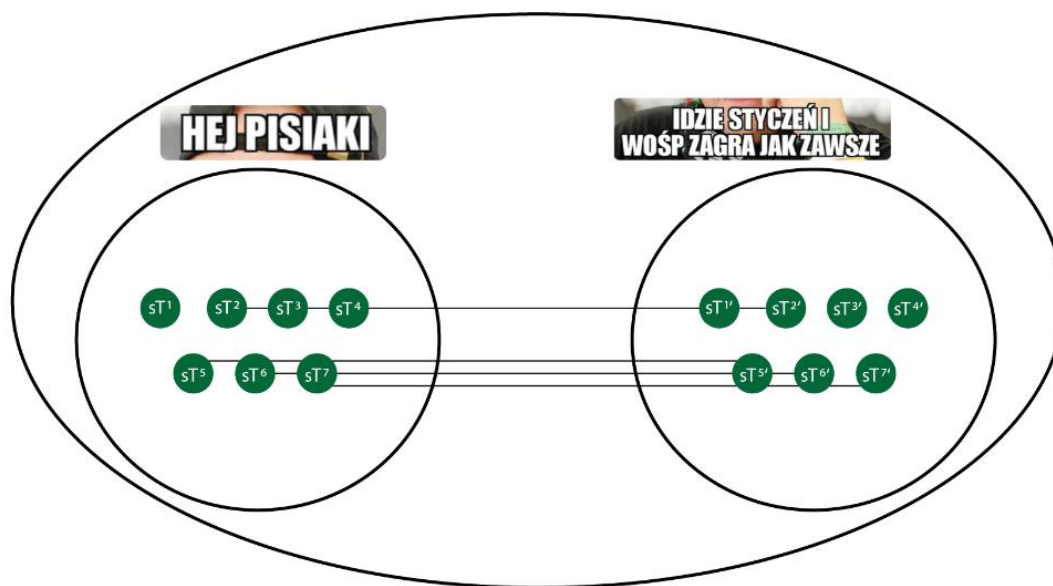 HEJ PISIAKI
IDZIE STYCZEŃ I
WOŚP ZAGRA JAK ZAWSZE
sT¹ sT² sT³ sT⁴ sT¹′ sT²′ sT³′ sT⁴′
sT⁵ sT⁶ sT⁷ sT⁵′ sT⁶′ sT⁷′